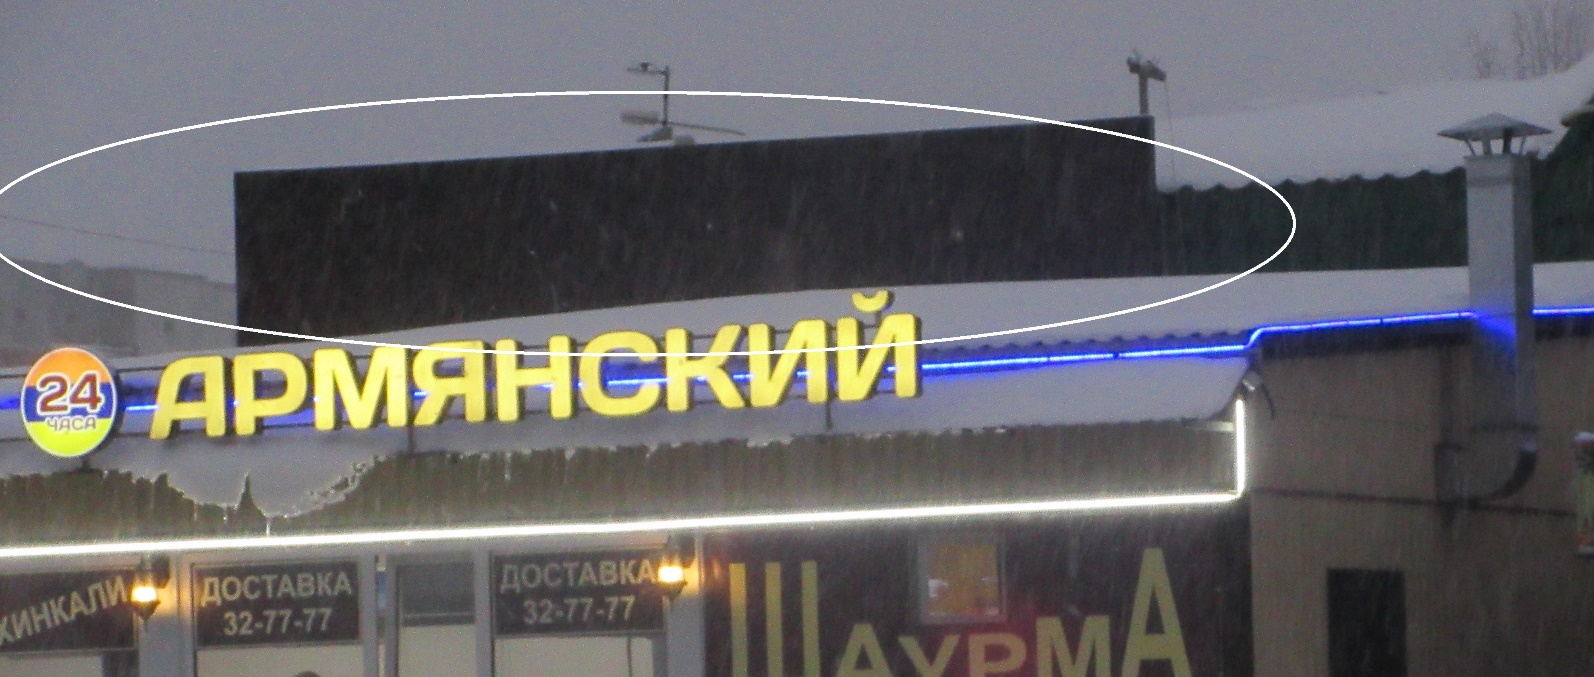 24
ЧАСА
АРМЯНСКИЙ
ХИНКАЛИ
ДОСТАВКА
32-77-77
ДОСТАВКА
32-77-77
ШАУРМА